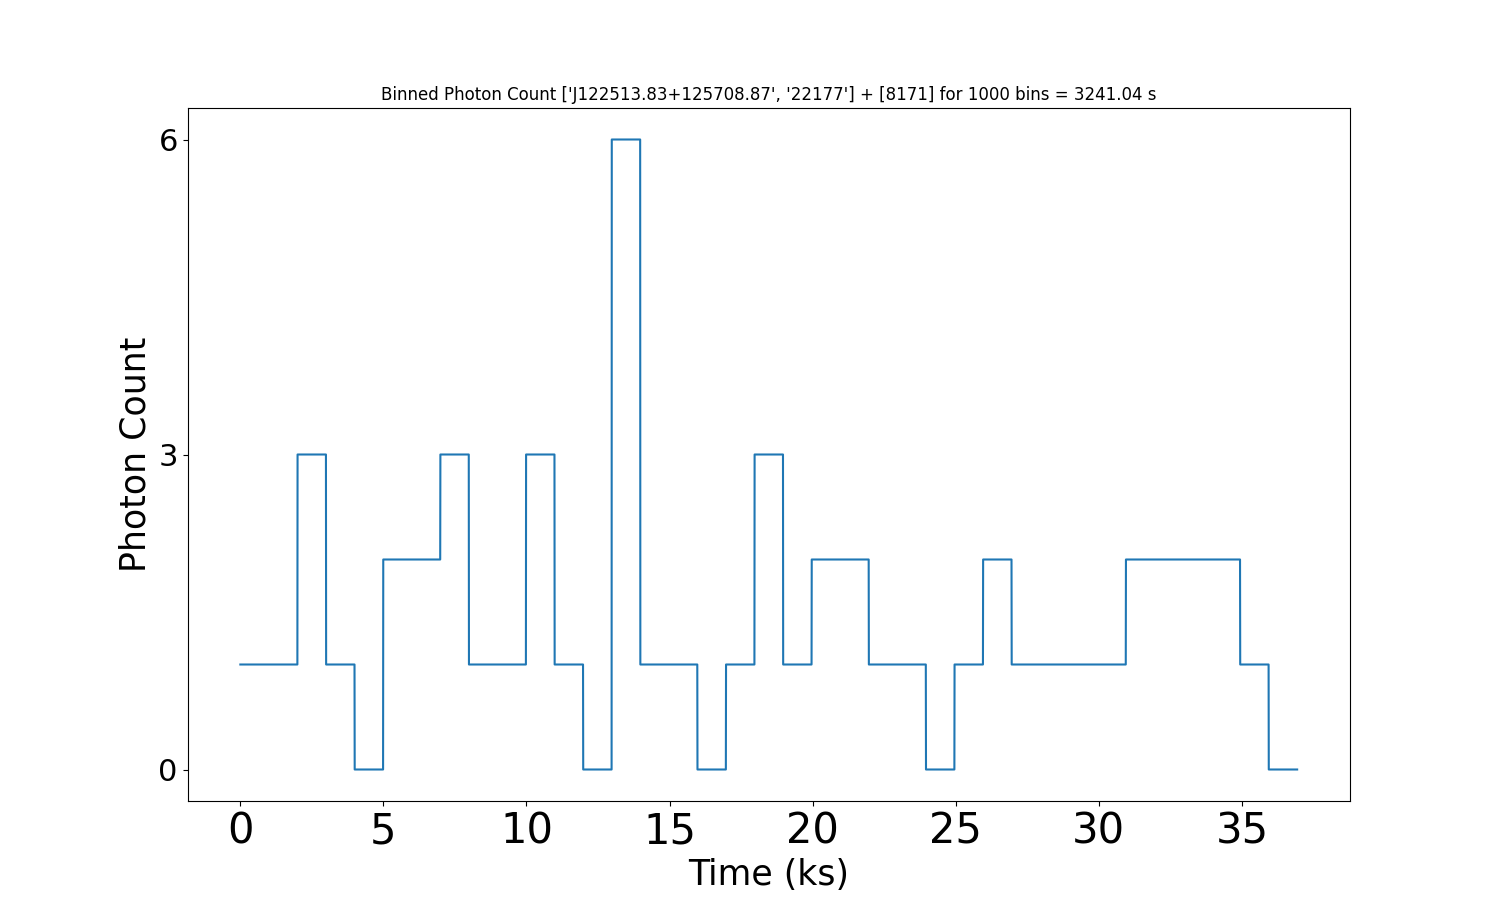 Binned Photon Count ['J122513.83+125708.87', '22177'] + [8171] for 1000 bins = 3241.04 s
6
3
0
Photon Count
0 5 10 15 20 25 30 35
Time (ks)